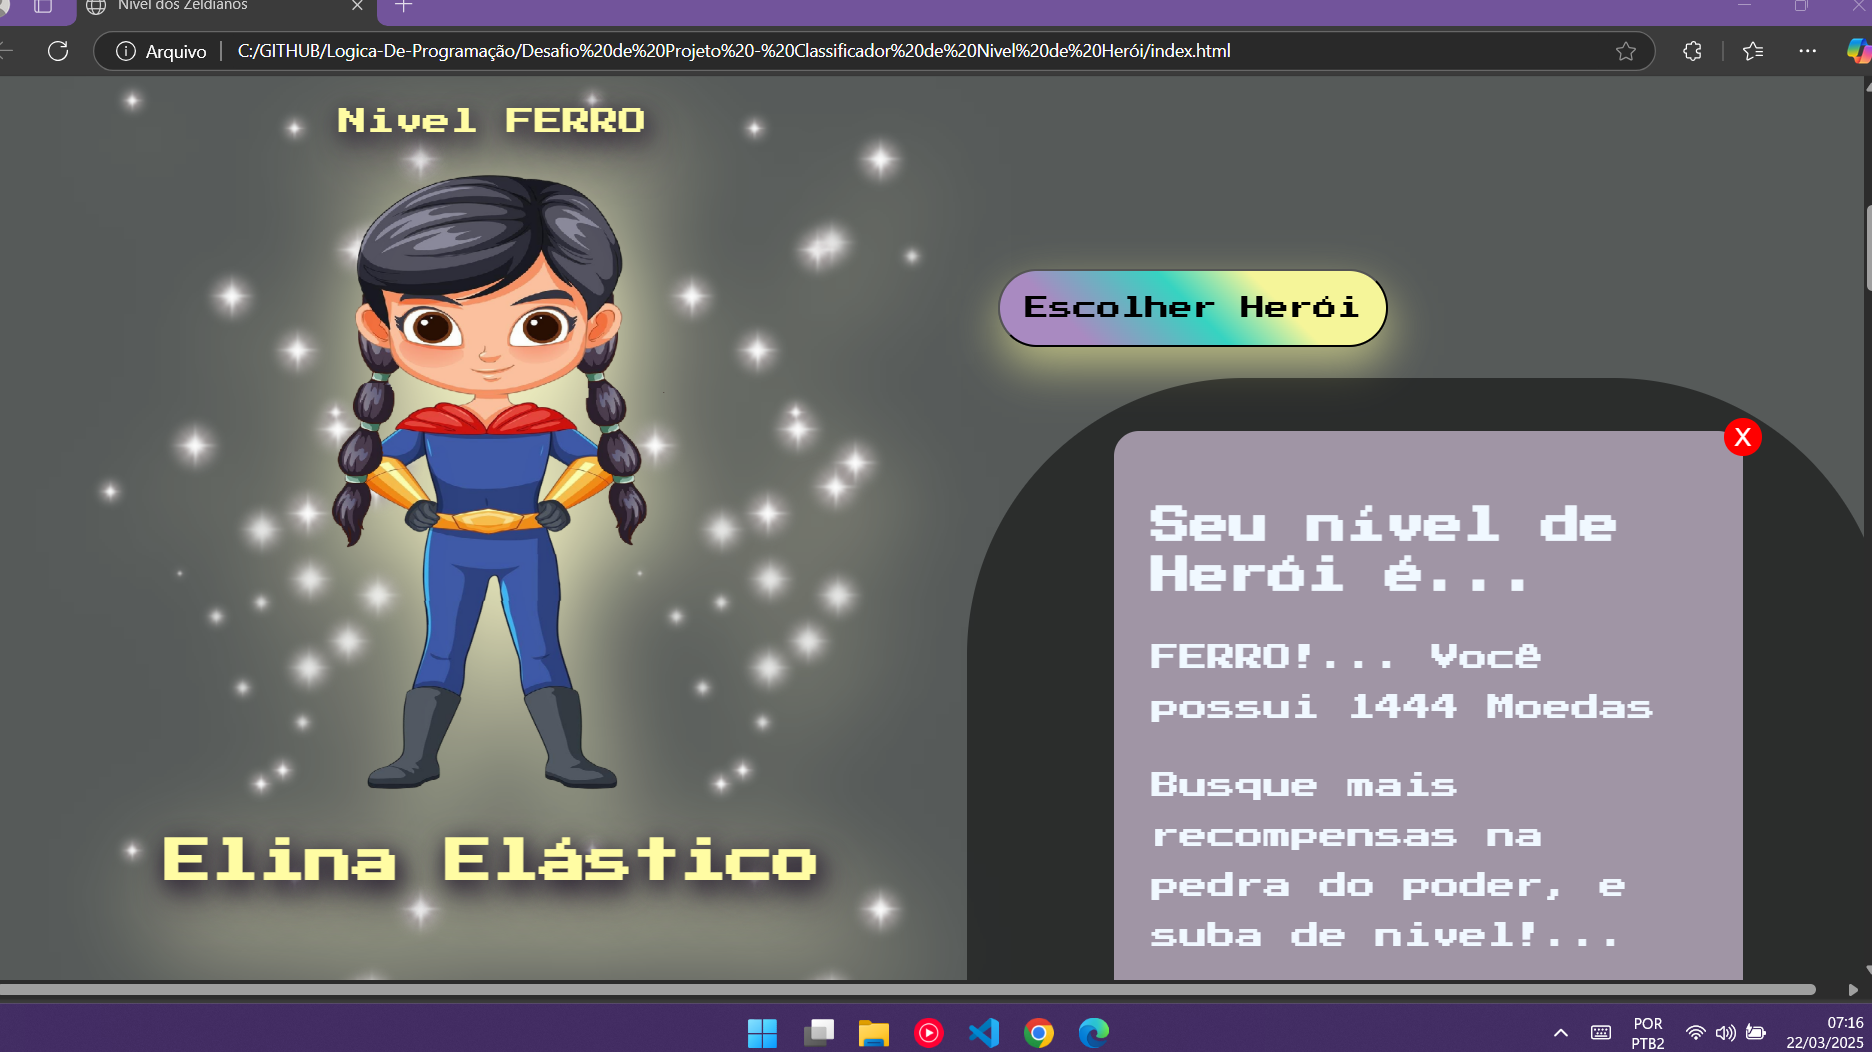 Nivel dos Zeldianos
Arquivo
C:/GITHUB/Logica-De-Programação/Desafio%20de%20Projeto%20-%20Classificador%20de%20Nivel%20de%20Herói/index.html
Nivel FERRO
Escolher Herói
X
Seu nível de
Herói é...
FERRO!... Você
possui 1444 Moedas
Busque mais
recompensas na
pedra do poder, e
suba de nivel!...
Elina Elástico
POR
PTB2
07:16
22/03/2025